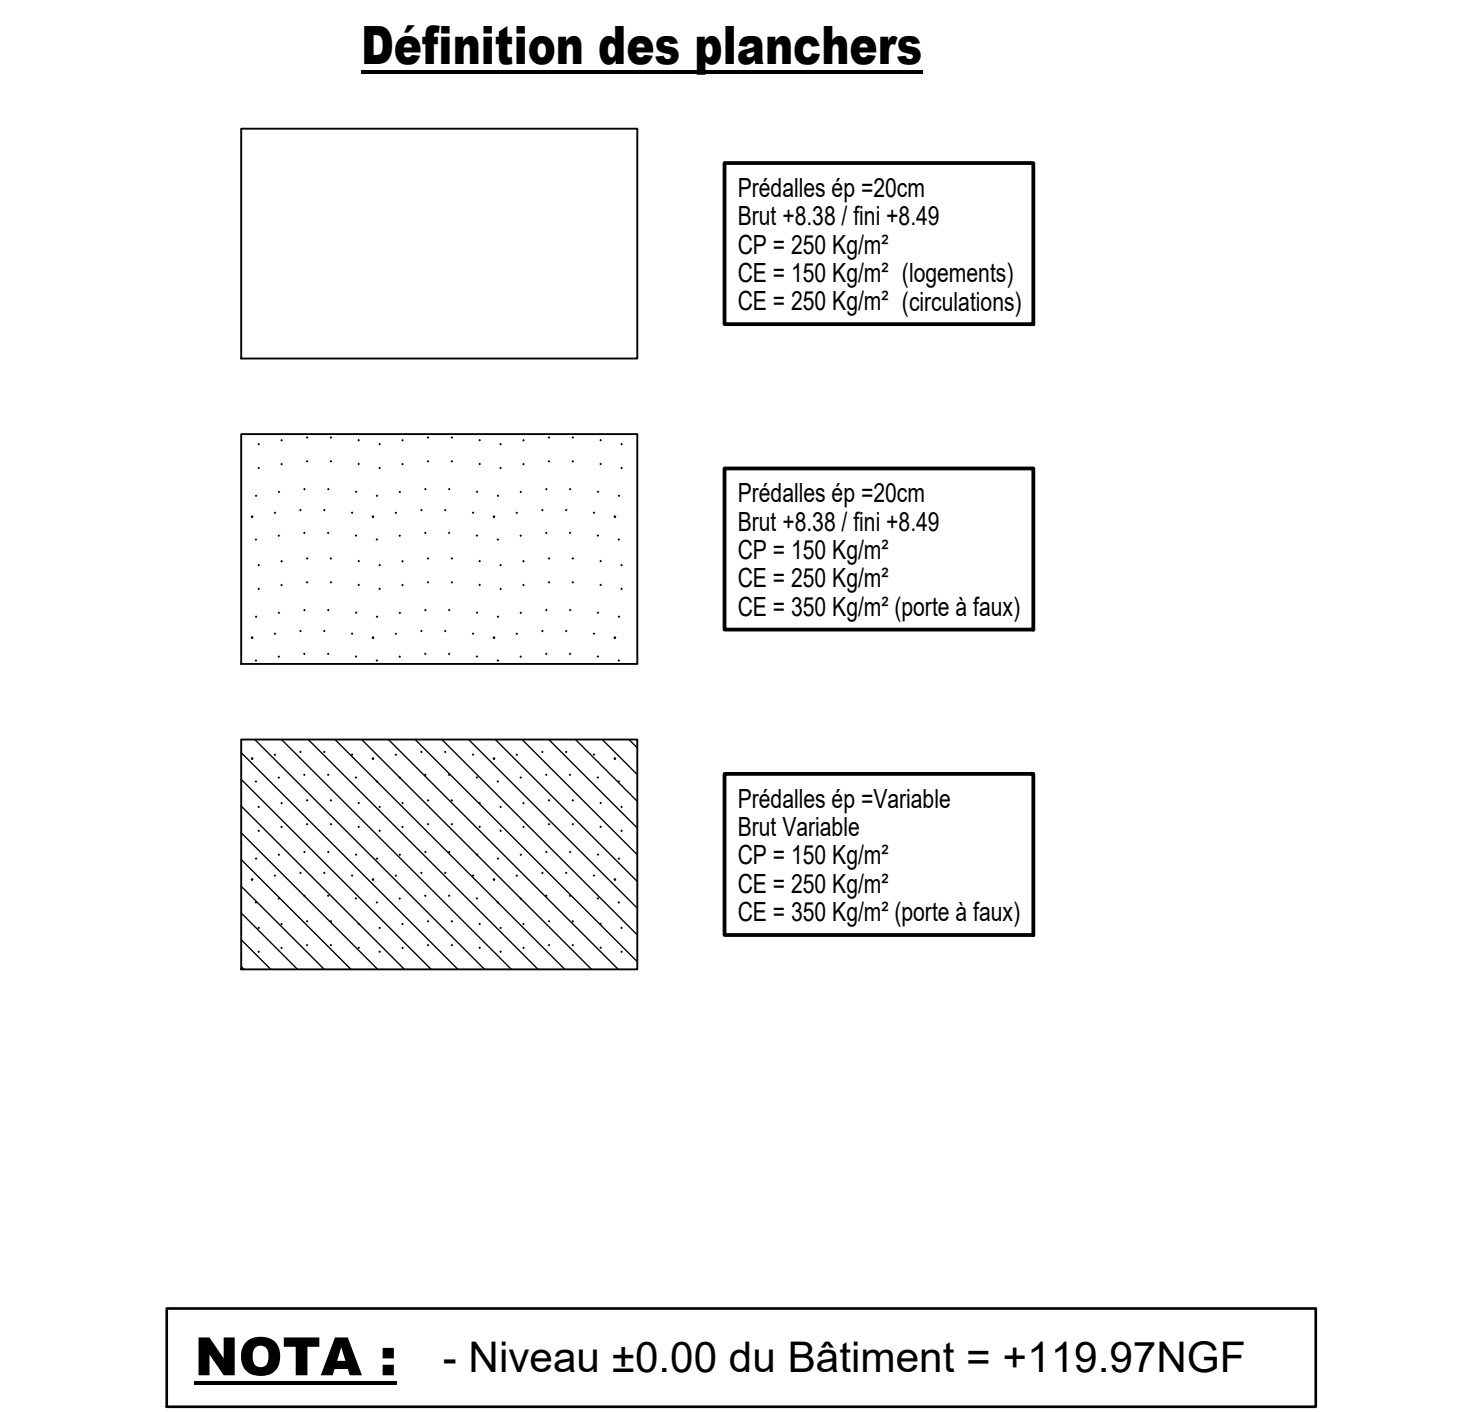 Définition des planchers
Prédalles ép =20cm
Brut +8.38 / fini +8.49
CP = 250 Kg/m²
CE = 150 Kg/m² (logements)
CE = 250 Kg/m² (circulations)
Prédalles ép =20cm
Brut +8.38 / fini +8.49
CP = 150 Kg/m²
CE = 250 Kg/m²
CE = 350 Kg/m² (porte à faux)
Prédalles ép =Variable
Brut Variable
CP = 150 Kg/m²
CE = 250 Kg/m²
CE = 350 Kg/m² (porte à faux)
NOTA : - Niveau ±0.00 du Bâtiment = +119.97NGF